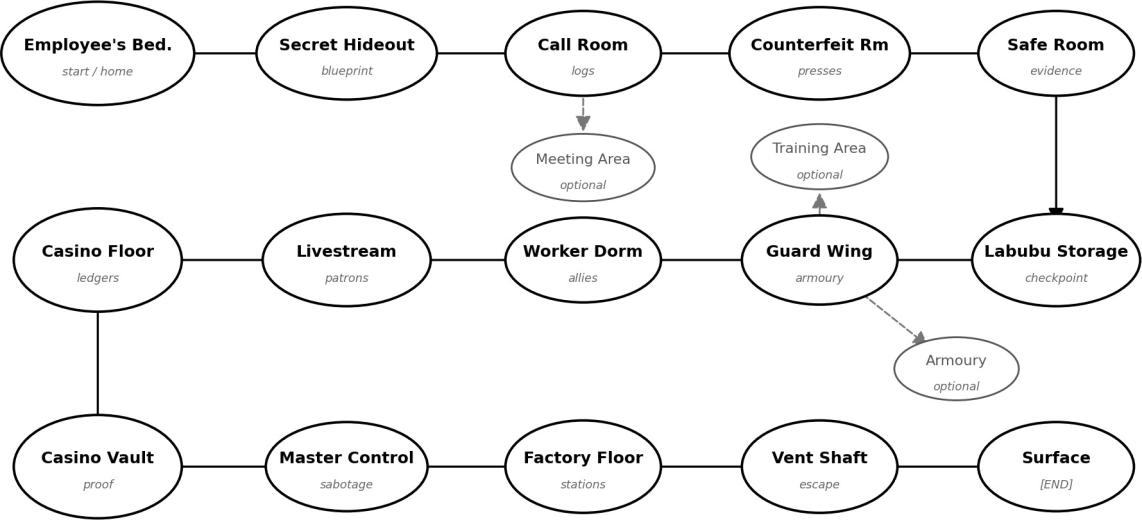 Employee's Bed.
start / home
Secret Hideout
blueprint
Call Room
logs
Counterfeit Rm
presses
Safe Room
evidence
Meeting Area
optional
Training Area
optional
Casino Floor
ledgers
Livestream
patrons
Worker Dorm
allies
Guard Wing
armoury
Labubu Storage
checkpoint
Armoury
optional
Casino Vault
proof
Master Control
sabotage
Factory Floor
stations
Vent Shaft
escape
Surface
[END]